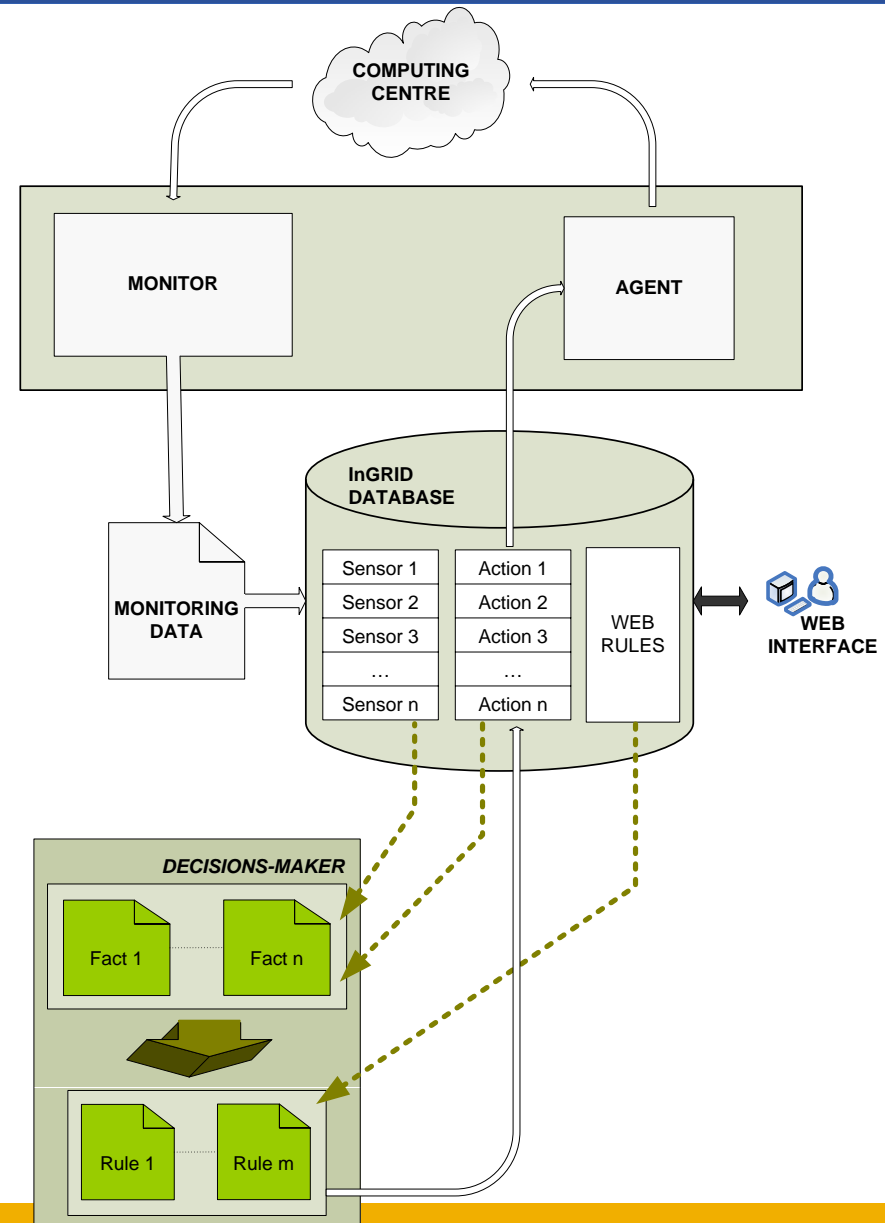 COMPUTING
CENTRE
MONITOR
AGENT
InGRID
DATABASE
Sensor 1
Sensor 2
Sensor 3
…
Sensor n
Action 1
Action 2
Action 3
…
Action n
WEB
RULES
MONITORING
DATA
WEB
INTERFACE
DECISIONS-MAKER
Fact 1
Fact n
Rule 1
Rule m